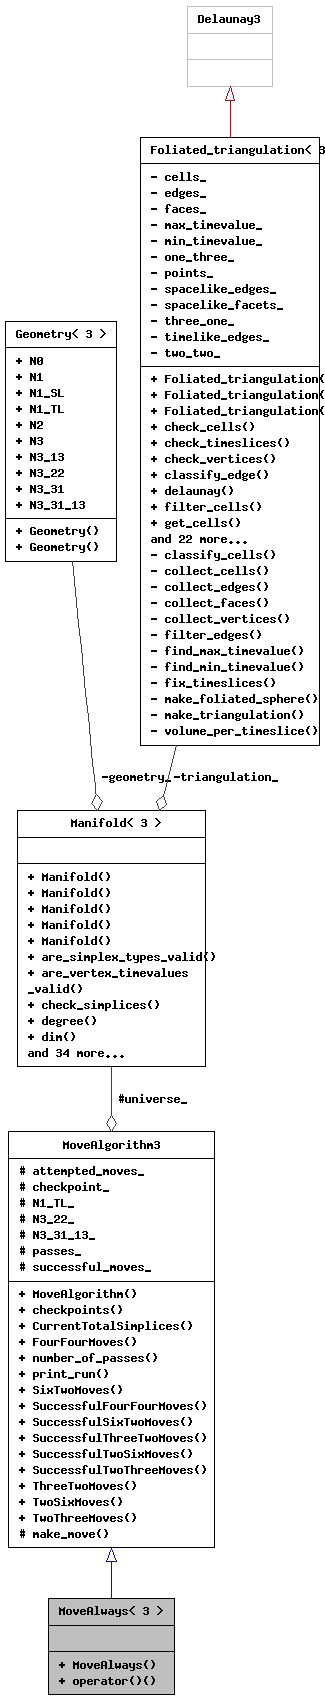 Delaunay3
Foliated_triangulation< 3
- cells_
- edges_
- faces_
- max_timevalue_
- min_timevalue_
- one_three_
- points_
- spacelike_edges_
- spacelike_facets_
- three_one_
- timelike_edges_
- two_two_
+ Foliated_triangulation(
+ Foliated_triangulation(
+ Foliated_triangulation(
+ check_cells()
+ check_timeslices()
+ check_vertices()
+ classify_edge()
+ delaunay()
+ filter_cells()
+ get_cells()
and 22 more...
- classify_cells()
- collect_cells()
- collect_edges()
- collect_faces()
- collect_vertices()
- filter_edges()
- find_max_timevalue()
- find_min_timevalue()
- fix_timeslices()
- make_foliated_sphere()
- make_triangulation()
- volume_per_timeslice()
Geometry< 3 >
+ N0
+ N1
+ N1_SL
+ N1_TL
+ N2
+ N3
+ N3_13
+ N3_22
+ N3_31
+ N3_31_13
+ Geometry()
+ Geometry()
-geometry_
-triangulation_
Manifold< 3 >
+ Manifold()
+ Manifold()
+ Manifold()
+ Manifold()
+ Manifold()
+ are_simplex_types_valid()
+ are_vertex_timevalues
_valid()
+ check_simplices()
+ degree()
+ dim()
and 34 more...
#universe_
MoveAlgorithm3
# attempted_moves_
# checkpoint_
# N1_TL_
# N3_22_
# N3_31_13_
# passes_
# successful_moves_
+ MoveAlgorithm()
+ checkpoints()
+ CurrentTotalSimplices()
+ FourFourMoves()
+ number_of_passes()
+ print_run()
+ SixTwoMoves()
+ SuccessfulFourFourMoves()
+ SuccessfulSixTwoMoves()
+ SuccessfulThreeTwoMoves()
+ SuccessfulTwoSixMoves()
+ SuccessfulTwoThreeMoves()
+ ThreeTwoMoves()
+ TwoSixMoves()
+ TwoThreeMoves()
# make_move()
MoveAlways< 3 >
+ MoveAlways()
+ operator()()